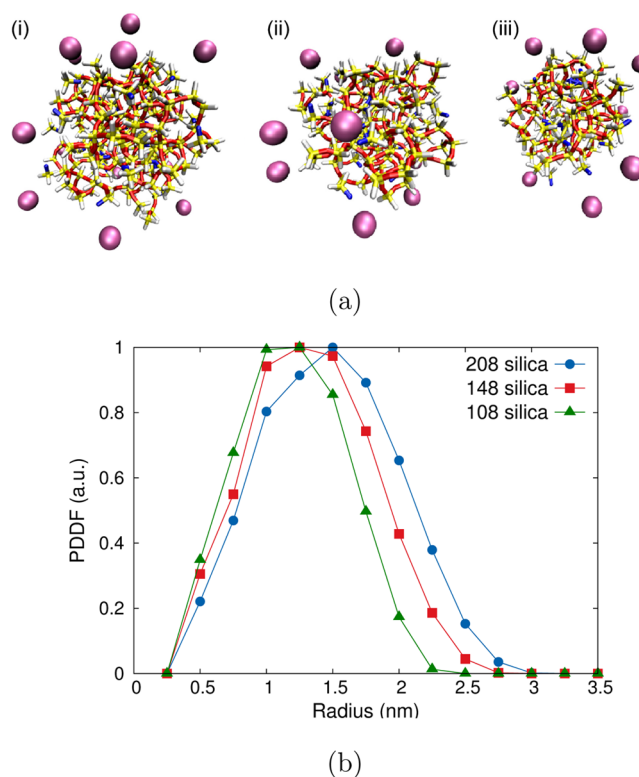 (i) (ii) (iii)
(a)
1
208 silica
148 silica
108 silica
0.8
0.6
0.4
0.2
0
PDDF (a.u.)
0 0.5 1 1.5 2 2.5 3 3.5
Radius (nm)
(b)